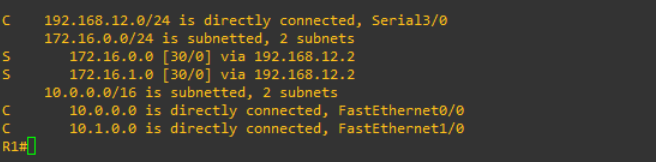 C    192.168.12.0/24 is directly connected, Serial3/0
     172.16.0.0/24 is subnetted, 2 subnets
S       172.16.0.0 [30/0] via 192.168.12.2
S       172.16.1.0 [30/0] via 192.168.12.2
     10.0.0.0/16 is subnetted, 2 subnets
C       10.0.0.0 is directly connected, FastEthernet0/0
C       10.1.0.0 is directly connected, FastEthernet1/0
R1#